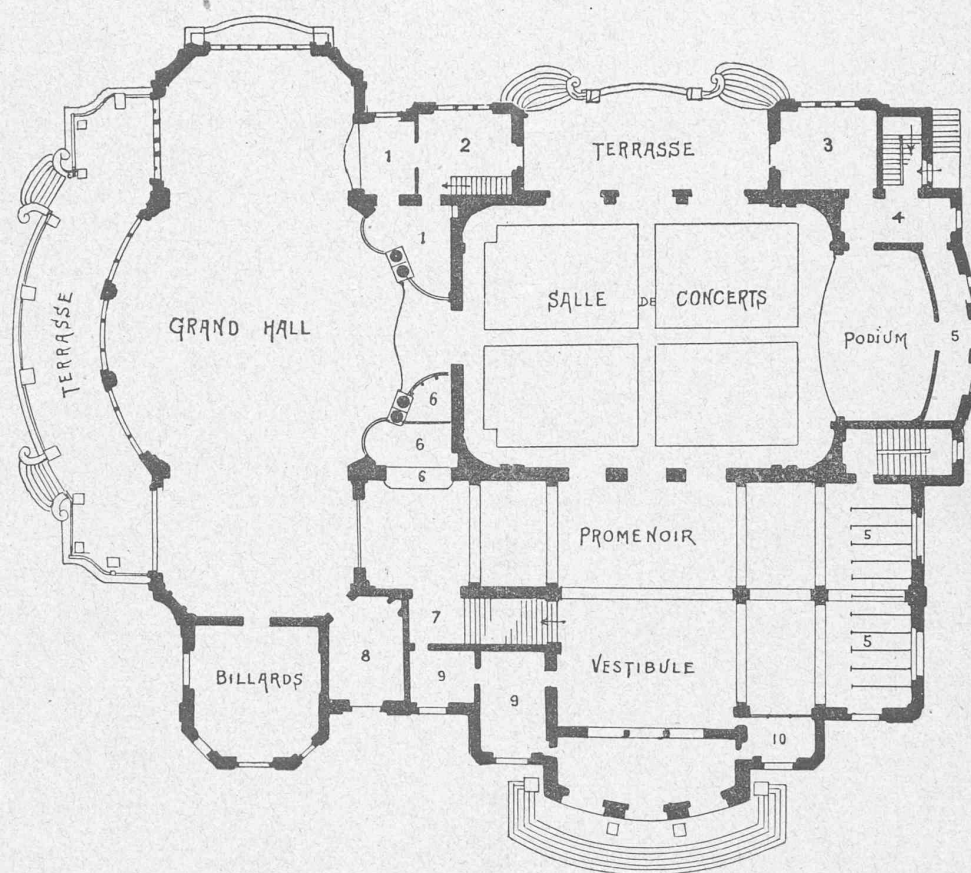 1
2
TERRASSE
3
1
4
TERRASSE
GRAND HALL
SALLE DE CONCERTS
PODIUM
5
6
6
6
PROMENOIR
5
7
8
VESTIBULE
5
BILLARDS
9
9
10